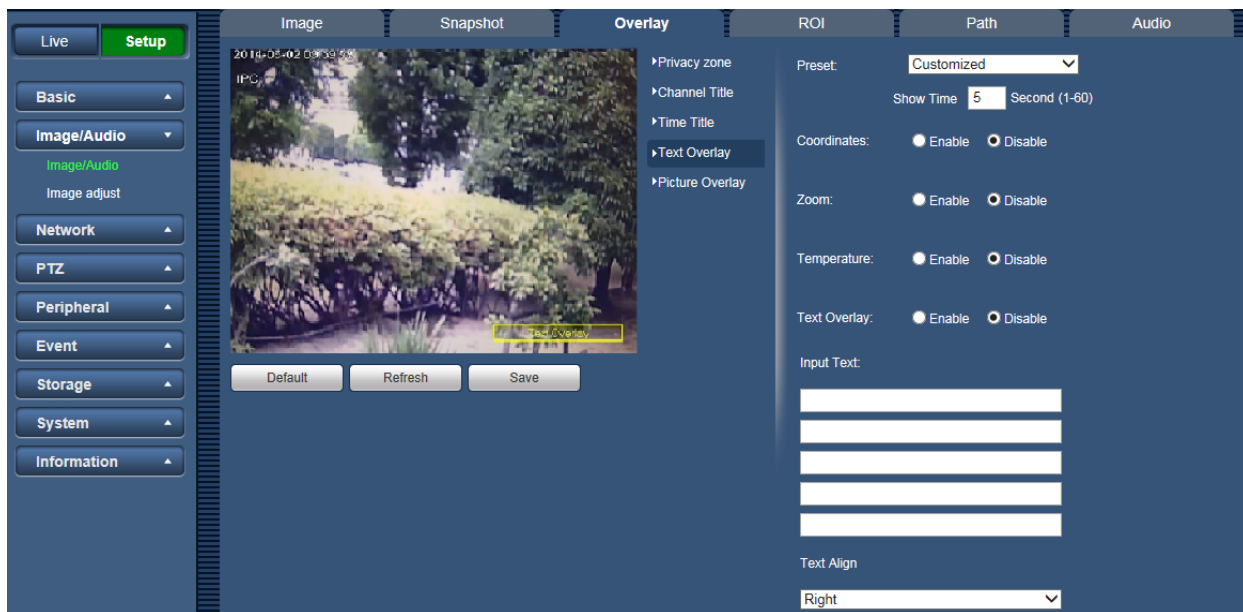 Live
Setup
Basic
Image/Audio
Image/Audio
Image adjust
Network
PTZ
Peripheral
Event
Storage
System
Information
Image
Snapshot
Overlay
ROI
Path
Audio
IPC
Text Overlay
Default
Refresh
Save
Privacy zone
Channel Title
Time Title
Text Overlay
Picture Overlay
Preset: Customized
Show Time 5 Second (1-60)
Coordinates: Enable Disable
Zoom: Enable Disable
Temperature: Enable Disable
Text Overlay: Enable Disable
Input Text:
Text Align
Right